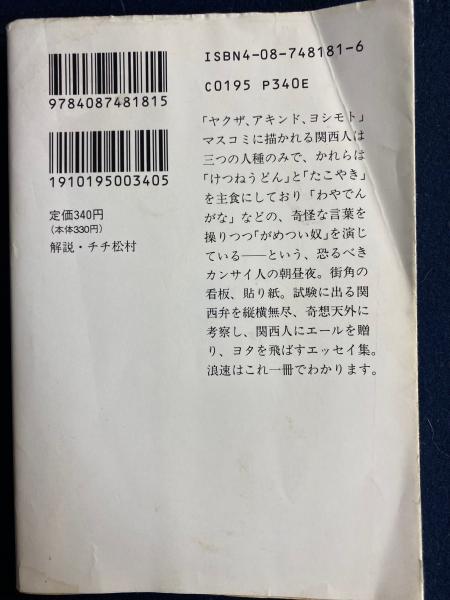 ISBN4-08-748181-6
C0195 P340E
9784087481815
1910195003405
定価340円
(本体330円)
解説・チチ松村
「ヤクザ、アキンド、ヨシモト」
マスコミに描かれる関西人は
三つの人種のみで、かれらは
「けつねうどん」と「たこやき」
を主食にしており「わやでん
がな」などの、奇怪な言葉を
操りつつ「がめつい奴」を演じ
ている──という、恐るべき
カンサイ人の朝昼夜。街角の
看板、貼り紙。試験に出る関
西弁を縦横無尽、奇想天外に
考察し、関西人にエールを贈
り、ヨタを飛ばすエッセイ集。
浪速はこれ一冊でわかります。